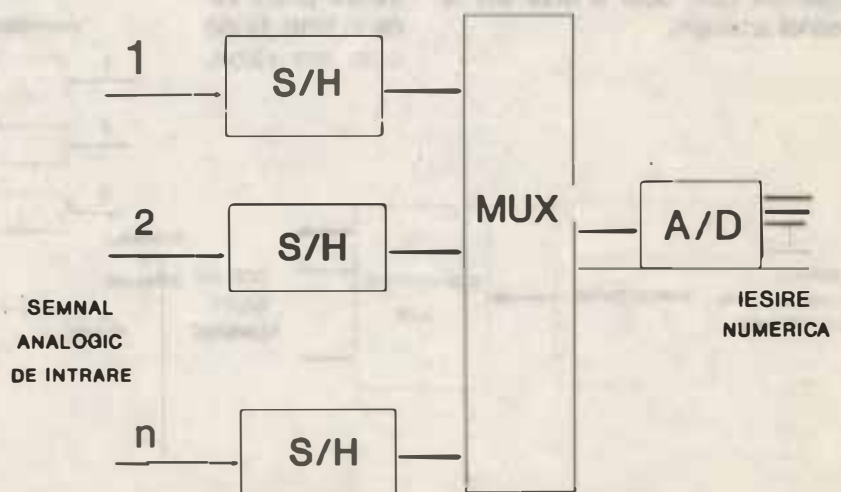 1
S/H
2
S/H
n
S/H
MUX
A/D
SEMNAL
ANALOGIC
DE INTRARE
IESIRE
NUMERICA